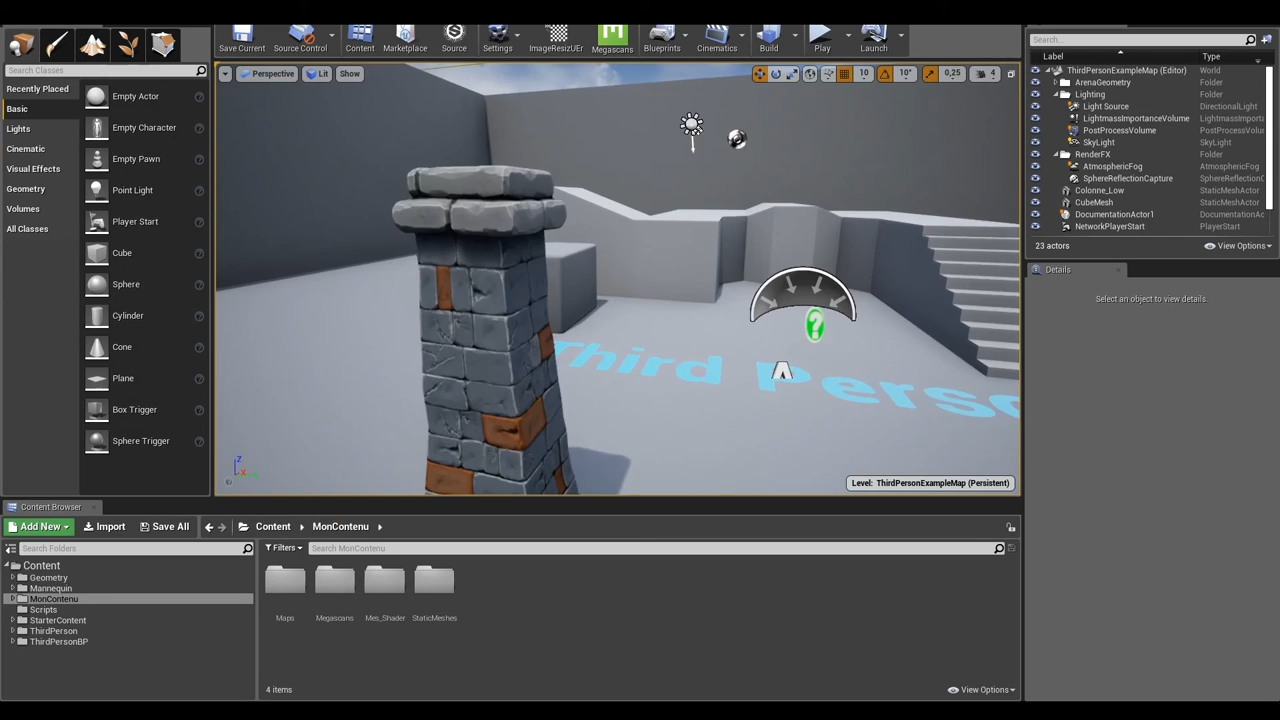 Save Current
Source Control
Content
Marketplace
Source
Settings
ImageResizUEr
Megascans
Blueprints
Cinematics
Build
Play
Launch
Search Classes
Recently Placed
Basic
Lights
Cinematic
Visual Effects
Geometry
Volumes
All Classes
Empty Actor
Empty Character
Empty Pawn
Point Light
Player Start
Cube
Sphere
Cylinder
Cone
Plane
Box Trigger
Sphere Trigger
Perspective
Lit
Show
10
10°
0,25
4
Third Perso
Z
Level: ThirdPersonExampleMap (Persistent)
Search...
Label Type
ThirdPersonExampleMap (Editor) World
ArenaGeometry Folder
Lighting Folder
Light Source DirectionalLight
LightmassImportanceVolume LightmassImporta
PostProcessVolume PostProcessVolu
SkyLight SkyLight
RenderFX Folder
AtmosphericFog AtmosphericFog
SphereReflectionCapture SphereReflectionC
Colonne_Low StaticMeshActor
CubeMesh StaticMeshActor
DocumentationActor1 DocumentationAc
NetworkPlayerStart PlayerStart
23 actors
View Options
Details
Select an object to view details.
Content Browser
Add New
Import
Save All
Content
MonContenu
Search Folders
Filters
Search MonContenu
Content
Geometry
Mannequin
MonContenu
Scripts
StarterContent
ThirdPerson
ThirdPersonBP
Maps
Megascans
Mes_Shader
StaticMeshes
4 items
View Options